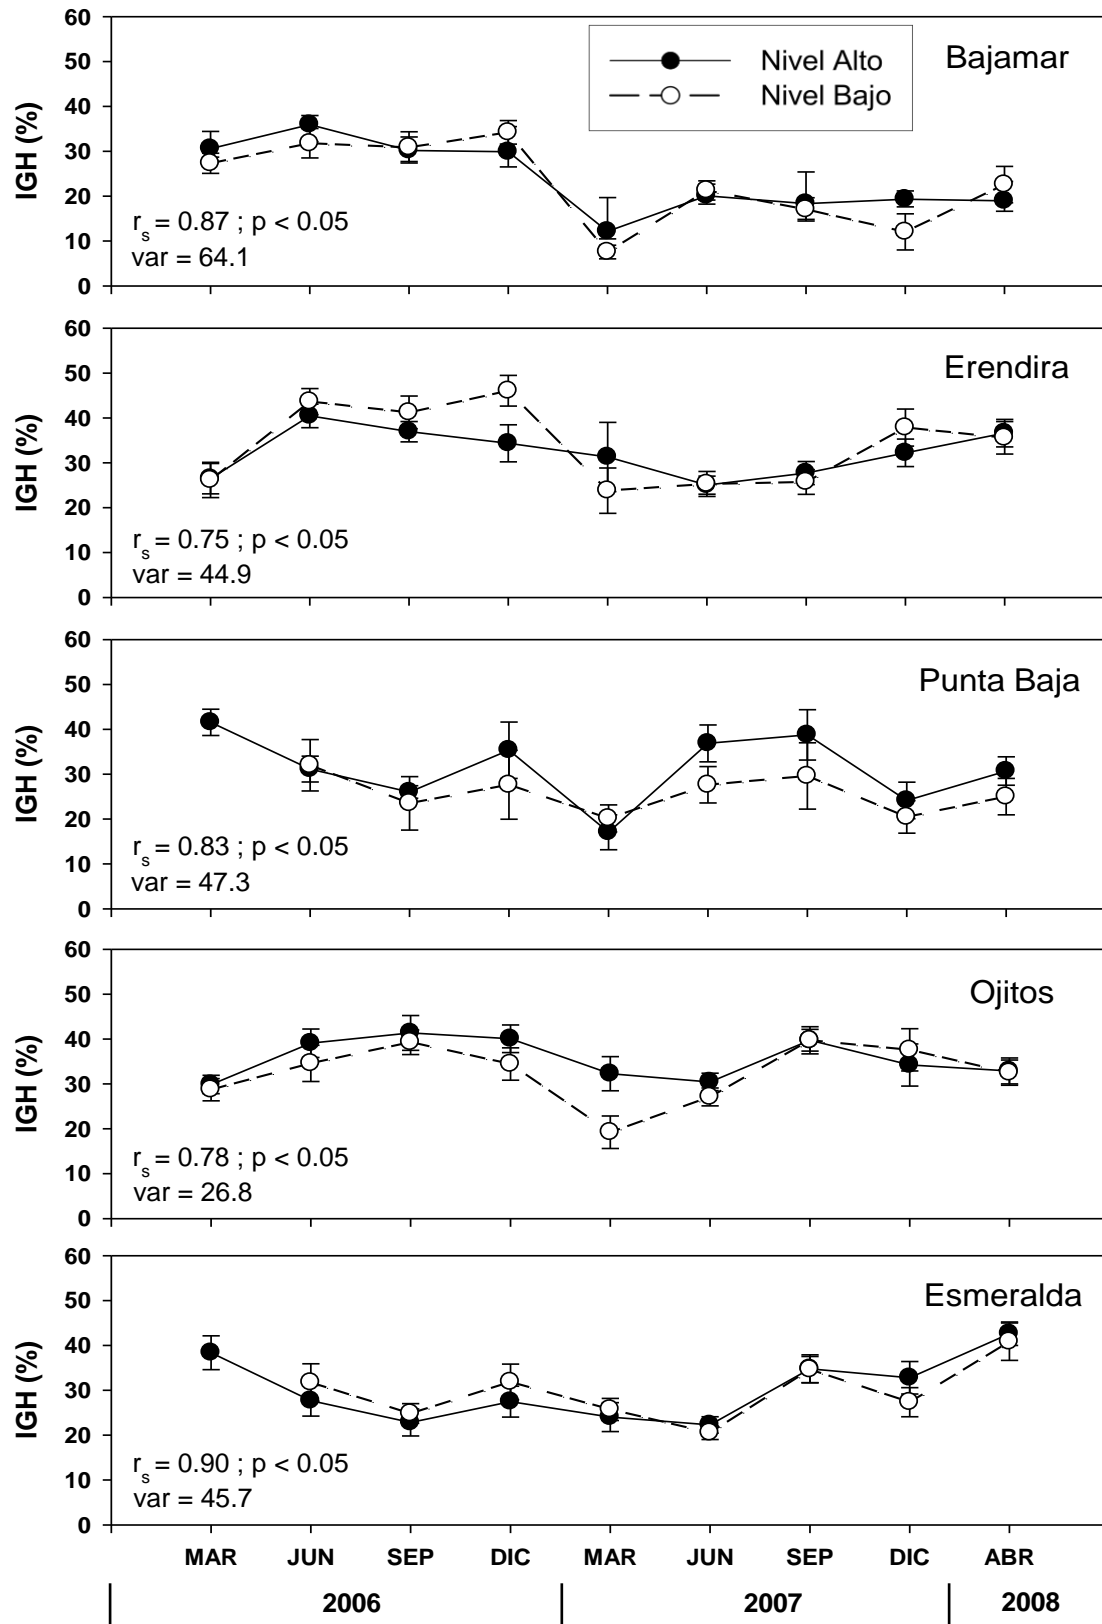 Bajamar
Nivel Alto
Nivel Bajo
IGH (%)
60
50
40
30
20
10
0
rs = 0.87 ; p < 0.05
var = 64.1
Erendira
IGH (%)
60
50
40
30
20
10
0
rs = 0.75 ; p < 0.05
var = 44.9
Punta Baja
IGH (%)
60
50
40
30
20
10
0
rs = 0.83 ; p < 0.05
var = 47.3
Ojitos
IGH (%)
60
50
40
30
20
10
0
rs = 0.78 ; p < 0.05
var = 26.8
Esmeralda
IGH (%)
60
50
40
30
20
10
0
rs = 0.90 ; p < 0.05
var = 45.7
MAR JUN SEP DIC MAR JUN SEP DIC ABR
2006 2007 2008